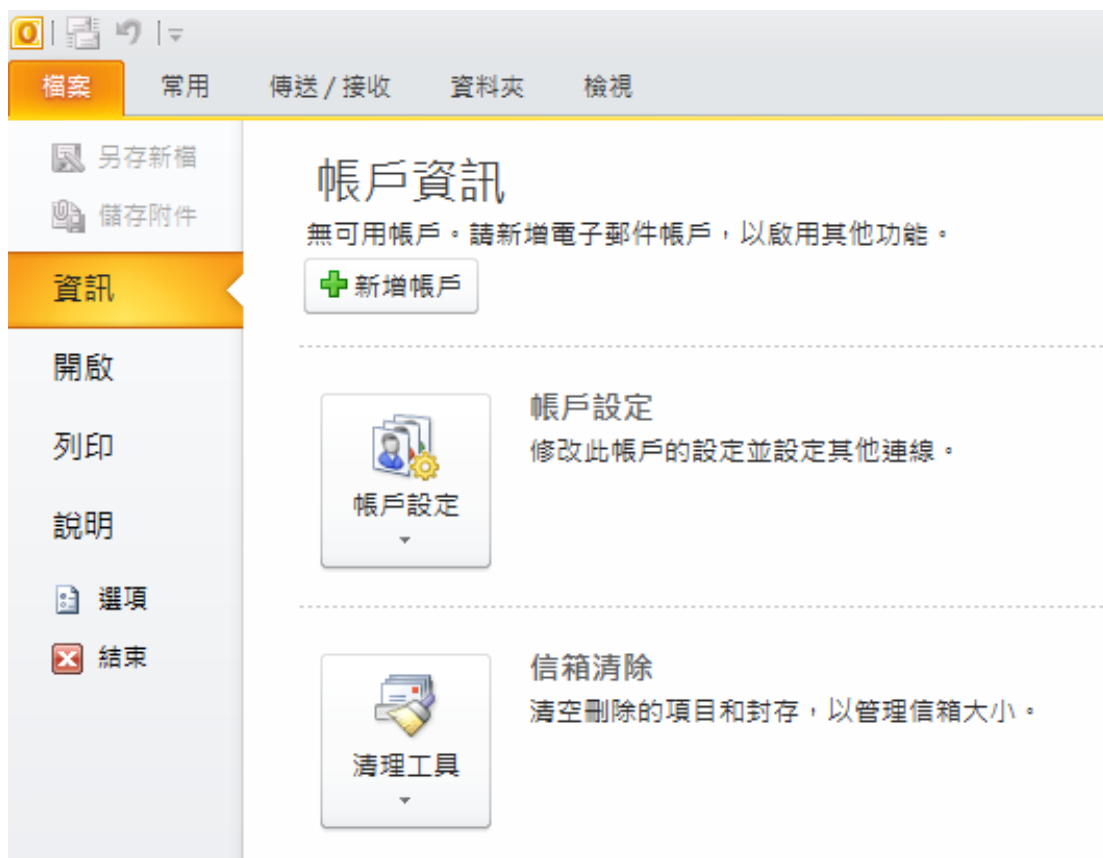 檔案 常用 傳送 / 接收 資料夾 檢視
另存新檔
儲存附件
資訊
開啟
列印
說明
選項
結束
帳戶資訊
無可用帳戶。請新增電子郵件帳戶，以啟用其他功能。
新增帳戶
帳戶設定
帳戶設定
修改此帳戶的設定並設定其他連線。
清理工具
信箱清除
清空刪除的項目和封存，以管理信箱大小。